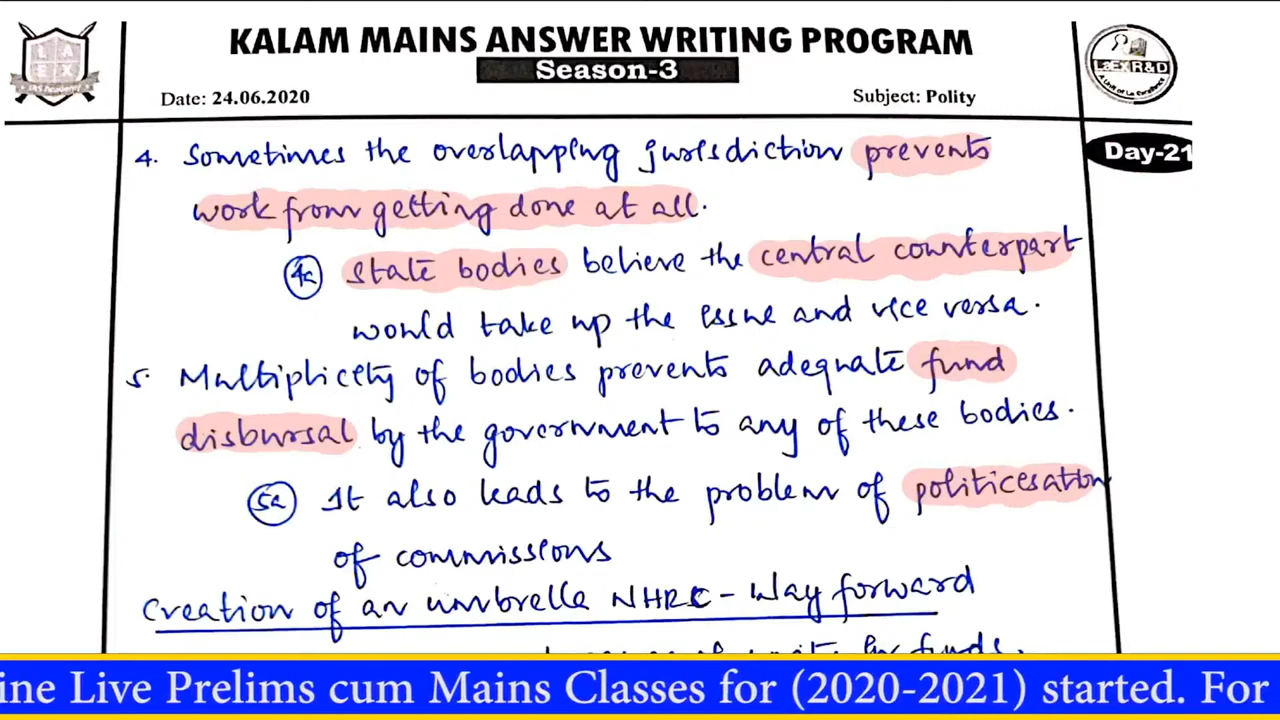 KALAM MAINS ANSWER WRITING PROGRAM
Season-3
Date: 24.06.2020
Subject: Polity
LAEX R&D
Day-21
4. Sometimes the overlapping jurisdiction prevents
work from getting done at all.
4a State bodies believe the central counterpart
would take up the issue and vice versa.
5. Multiplicity of bodies prevents adequate fund
disbursal by the government to any of these bodies.
5a It also leads to the problem of politicisation
of commissions
Creation of an umbrella NHRC - Way forward
funds.
ine Live Prelims cum Mains Classes for (2020-2021) started. For